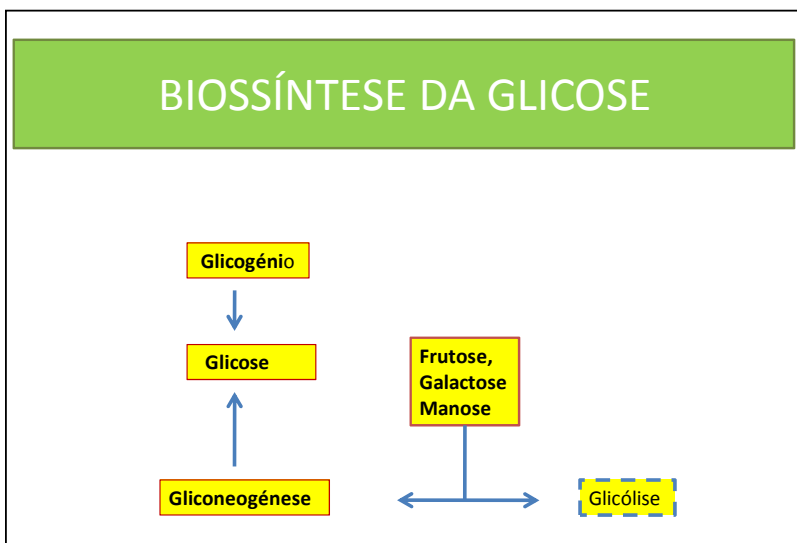 BIOSSÍNTESE DA GLICOSE
Glicogénio
Glicose
Frutose,
Galactose
Manose
Gliconeogénese
Glicólise